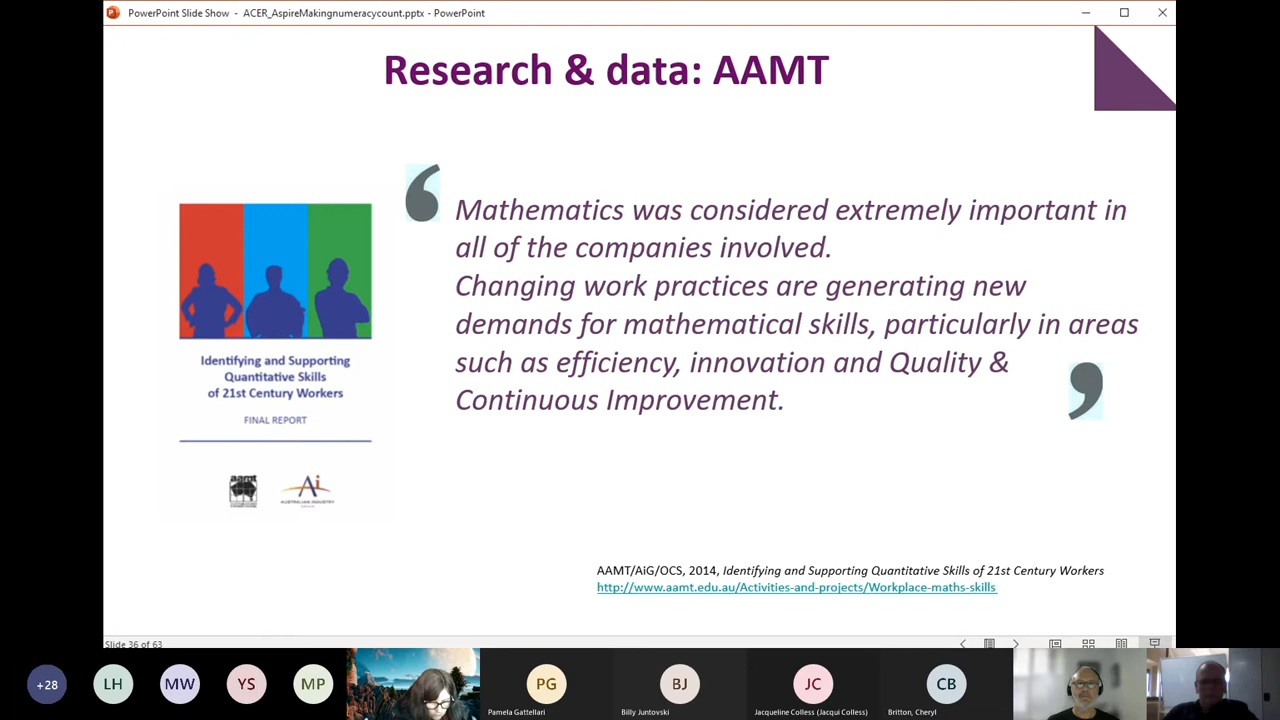 PowerPoint Slide Show - ACER_AspireMakingnumeracycount.pptx - PowerPoint
Research & data: AAMT
‘
Mathematics was considered extremely important in
all of the companies involved.
Changing work practices are generating new
demands for mathematical skills, particularly in areas
such as efficiency, innovation and Quality &
Continuous Improvement.
’
Identifying and Supporting
Quantitative Skills
of 21st Century Workers
FINAL REPORT
aamt
Ai
AUSTRALIAN INDUSTRY
AAMT/AiG/OCS, 2014, Identifying and Supporting Quantitative Skills of 21st Century Workers
http://www.aamt.edu.au/Activities-and-projects/Workplace-maths-skills
Slide 36 of 63
+28
LH
MW
YS
MP
PG
BJ
JC
CB
Pamela Gattellari
Billy Juntovski
Jacqueline Colless (Jacqui Colless)
Britton, Cheryl